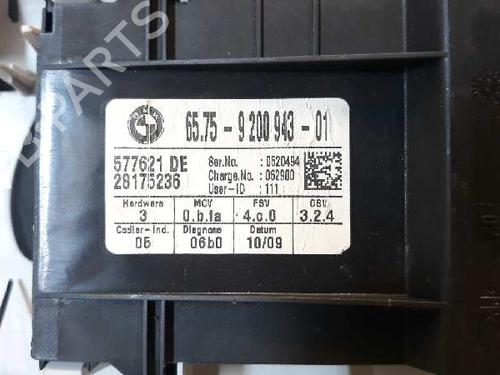 B-PARTS
BMW
65.75 - 9 200 943 - 01
577621 DE
28175236
Ser.No. : 0520494
Charge.No. : 062900
User-ID : 111
Hardware MCV FSV OSV
3 0.b.1a 4.c.0 3.2.4
Codier-Ind. Diagnose Datum
05 06b0 10/09